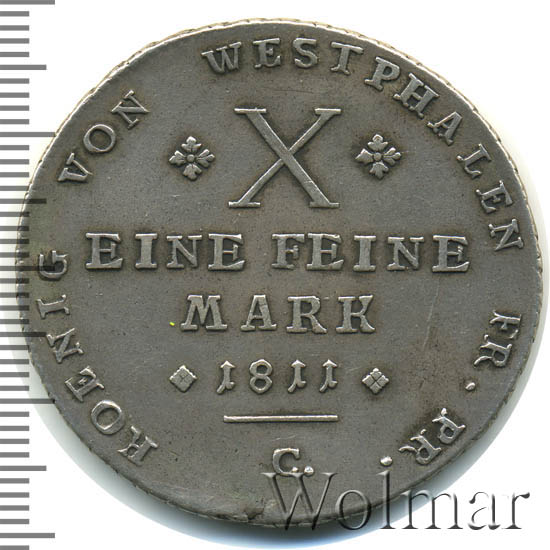 KOENIG VON WESTPHALEN FR. PR.
X
EINE FEINE
MARK
1811
C.
Wolmar